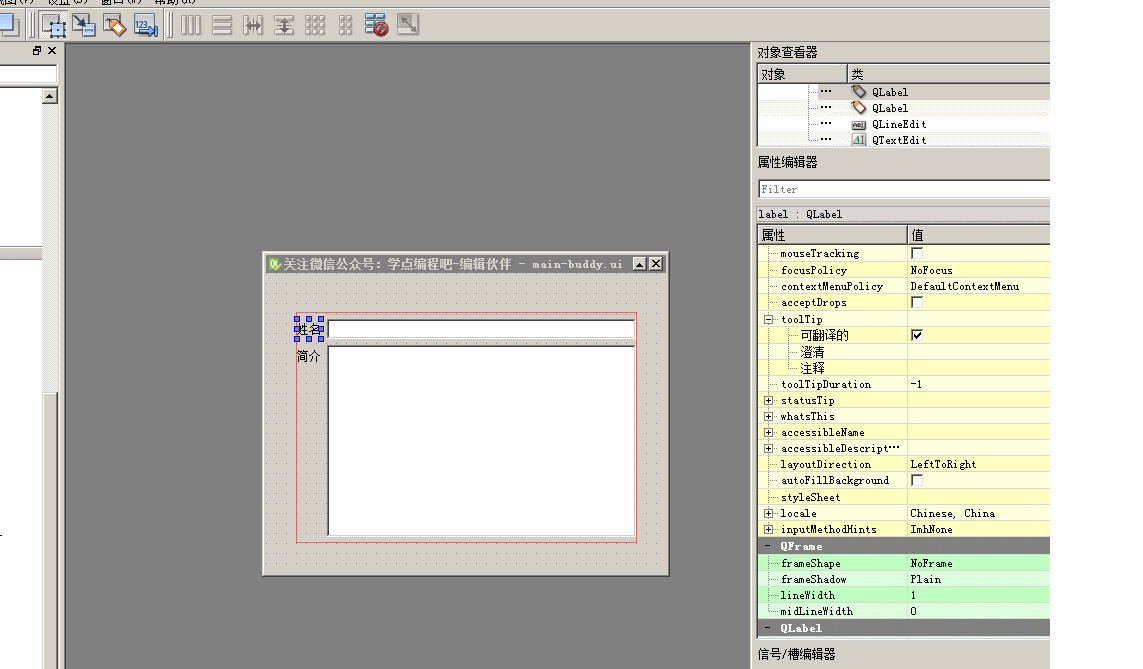 123
对象查看器
对象 类
QLabel
QLabel
QLineEdit
QTextEdit
属性编辑器
Filter
label : QLabel
属性 值
mouseTracking
focusPolicy NoFocus
contextMenuPolicy DefaultContextMenu
acceptDrops
toolTip
可翻译的
澄清
注释
toolTipDuration -1
statusTip
whatsThis
accessibleName
accessibleDescript…
layoutDirection LeftToRight
autoFillBackground
styleSheet
locale Chinese, China
inputMethodHints ImhNone
QFrame
frameShape NoFrame
frameShadow Plain
lineWidth 1
midLineWidth 0
QLabel
信号/槽编辑器
关注微信公众号：学点编程吧-编辑伙伴 - main-buddy.ui
姓名
简介